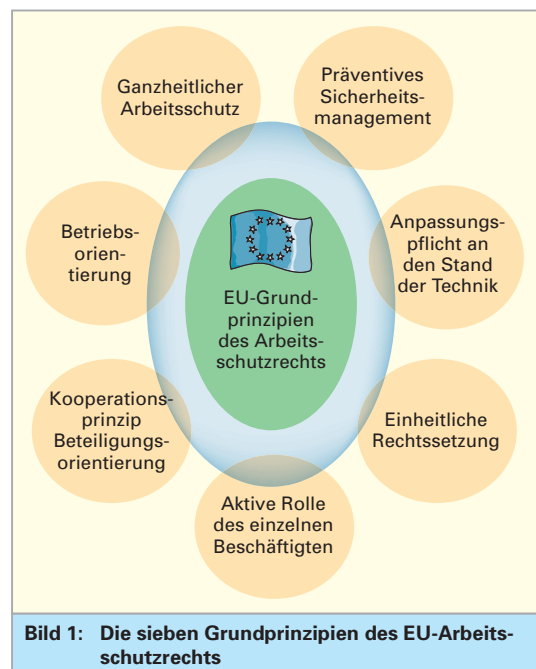 Ganzheitlicher
Arbeitsschutz
Präventives
Sicherheits-
management
Betriebs-
orien-
tierung
Anpassungs-
pflicht an
den Stand
der Technik
EU-Grund-
prinzipien
des Arbeits-
schutzrechts
Kooperations-
prinzip
Beteiligungs-
orientierung
Einheitliche
Rechtssetzung
Aktive Rolle
des einzelnen
Beschäftigten
Bild 1: Die sieben Grundprinzipien des EU-Arbeits-
schutzrechts